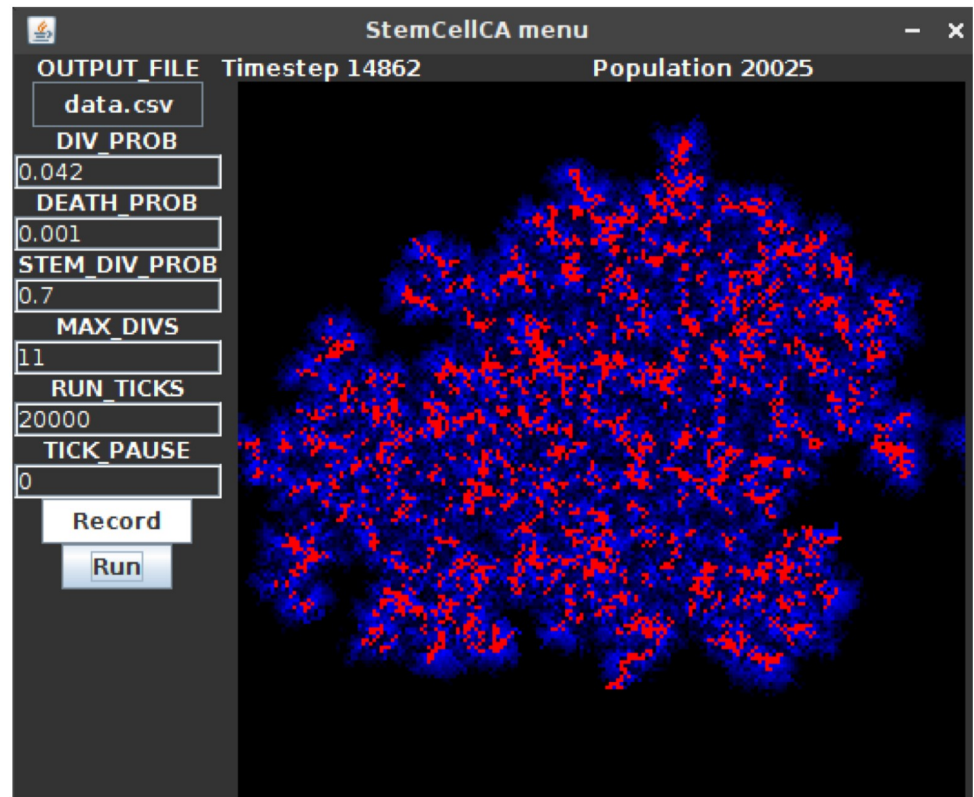 StemCellCA menu
OUTPUT_FILE Timestep 14862 Population 20025
data.csv
DIV_PROB
0.042
DEATH_PROB
0.001
STEM_DIV_PROB
0.7
MAX_DIVS
11
RUN_TICKS
20000
TICK_PAUSE
0
Record
Run